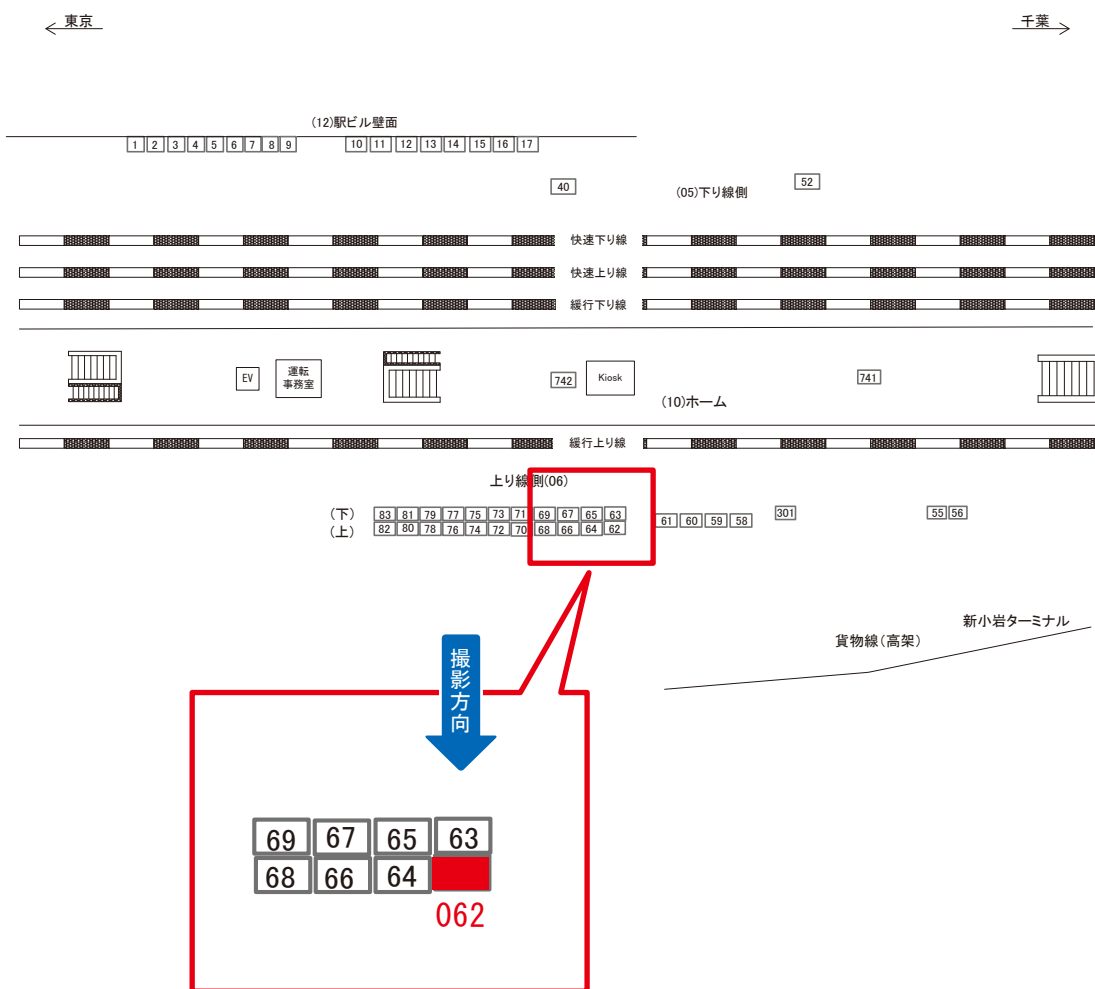 東京
千葉
(12)駅ビル壁面
1 2 3 4 5 6 7 8 9 10 11 12 13 14 15 16 17
40
(05)下り線側
52
快速下り線
快速上り線
緩行下り線
EV
運転
事務室
742
Kiosk
741
(10)ホーム
緩行上り線
上り線側(06)
(下) 83 81 79 77 75 73 71 69 67 65 63
(上) 82 80 78 76 74 72 70 68 66 64 62
61 60 59 58
301
55 56
新小岩ターミナル
貨物線(高架)
撮影方向
69 67 65 63
68 66 64
062